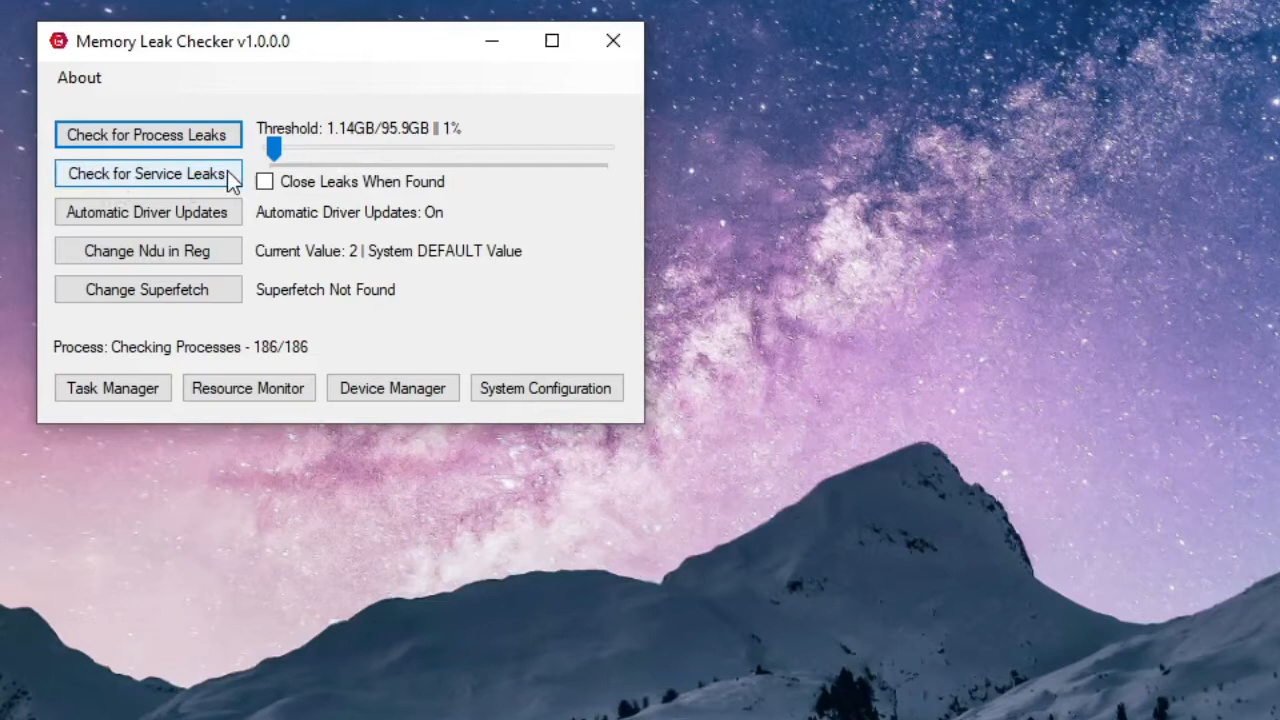 Memory Leak Checker v1.0.0.0
About
Check for Process Leaks
Threshold: 1.14GB/95.9GB || 1%
Check for Service Leaks
Close Leaks When Found
Automatic Driver Updates
Automatic Driver Updates: On
Change Ndu in Reg
Current Value: 2 | System DEFAULT Value
Change Superfetch
Superfetch Not Found
Process: Checking Processes - 186/186
Task Manager
Resource Monitor
Device Manager
System Configuration